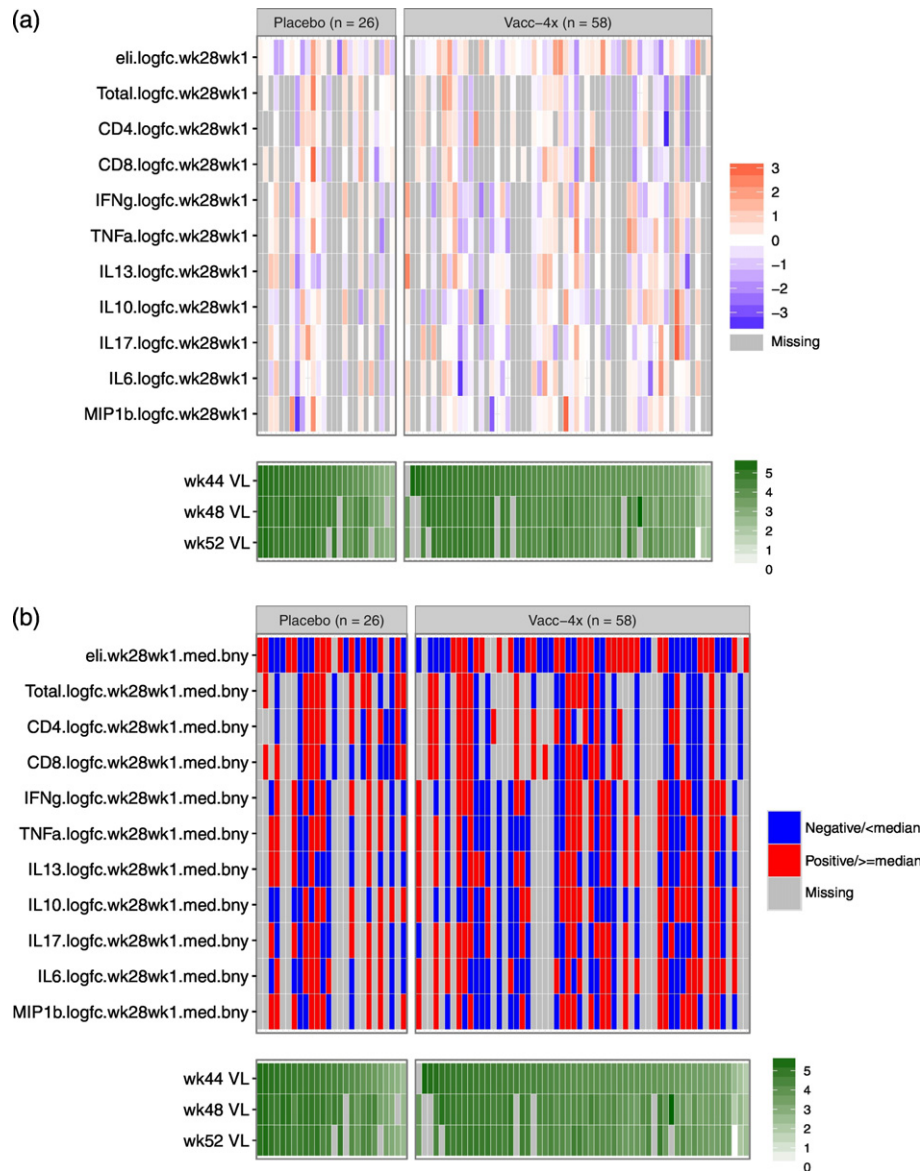 (a)
Placebo (n = 26)
Vacc-4x (n = 58)
eli.logfc.wk28wk1
Total.logfc.wk28wk1
CD4.logfc.wk28wk1
CD8.logfc.wk28wk1
IFNg.logfc.wk28wk1
TNFa.logfc.wk28wk1
IL13.logfc.wk28wk1
IL10.logfc.wk28wk1
IL17.logfc.wk28wk1
IL6.logfc.wk28wk1
MIP1b.logfc.wk28wk1
3
2
1
0
-1
-2
-3
Missing
wk44 VL
wk48 VL
wk52 VL
5
4
3
2
1
0
(b)
Placebo (n = 26)
Vacc-4x (n = 58)
eli.wk28wk1.med.bny
Total.logfc.wk28wk1.med.bny
CD4.logfc.wk28wk1.med.bny
CD8.logfc.wk28wk1.med.bny
IFNg.logfc.wk28wk1.med.bny
TNFa.logfc.wk28wk1.med.bny
IL13.logfc.wk28wk1.med.bny
IL10.logfc.wk28wk1.med.bny
IL17.logfc.wk28wk1.med.bny
IL6.logfc.wk28wk1.med.bny
MIP1b.logfc.wk28wk1.med.bny
Negative/<median
Positive/>=median
Missing
wk44 VL
wk48 VL
wk52 VL
5
4
3
2
1
0